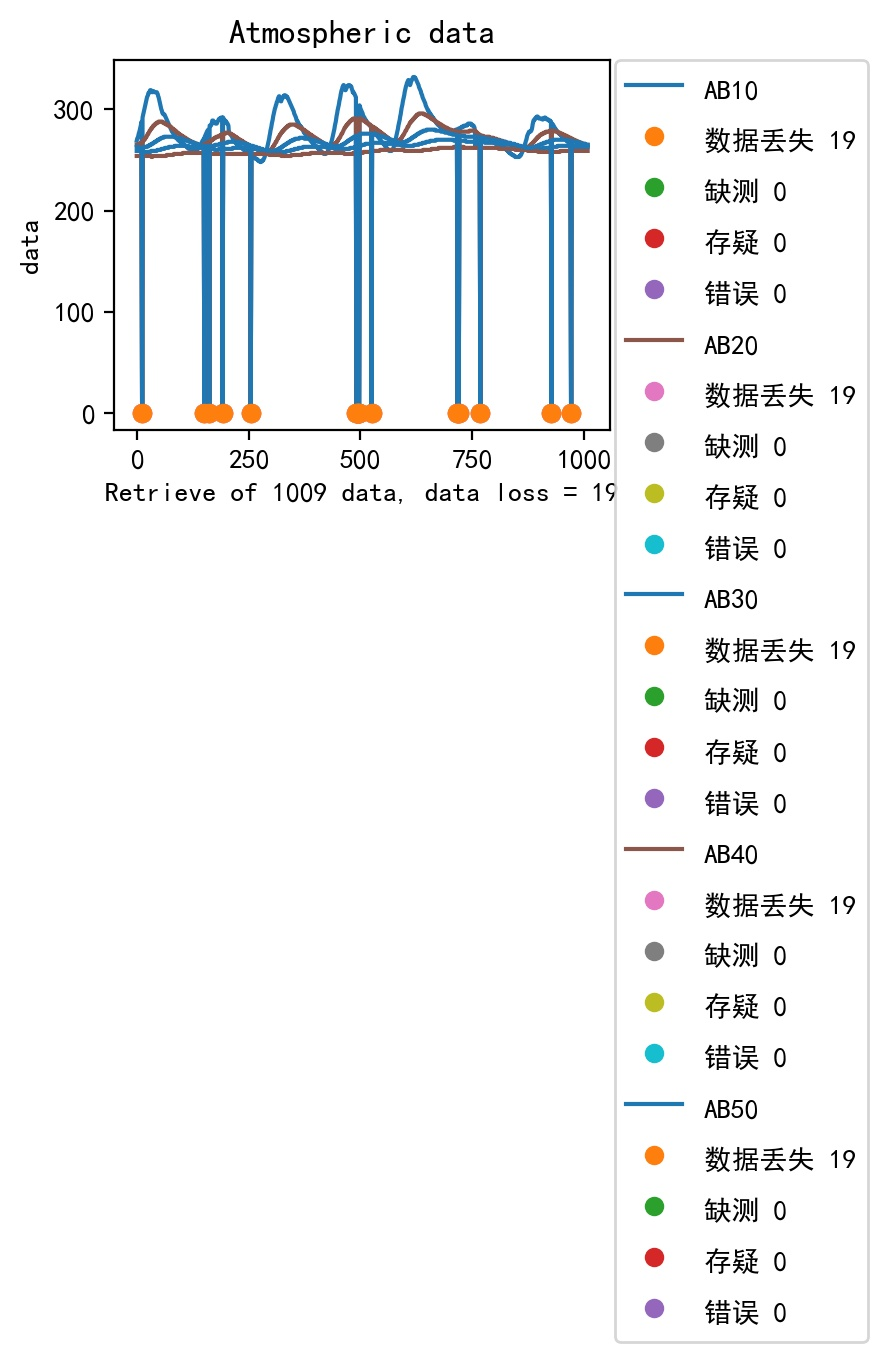 Atmospheric data
data
300
200
100
0
0 250 500 750 1000
Retrieve of 1009 data, data loss = 19
AB10
数据丢失 19
缺测 0
存疑 0
错误 0
AB20
数据丢失 19
缺测 0
存疑 0
错误 0
AB30
数据丢失 19
缺测 0
存疑 0
错误 0
AB40
数据丢失 19
缺测 0
存疑 0
错误 0
AB50
数据丢失 19
缺测 0
存疑 0
错误 0